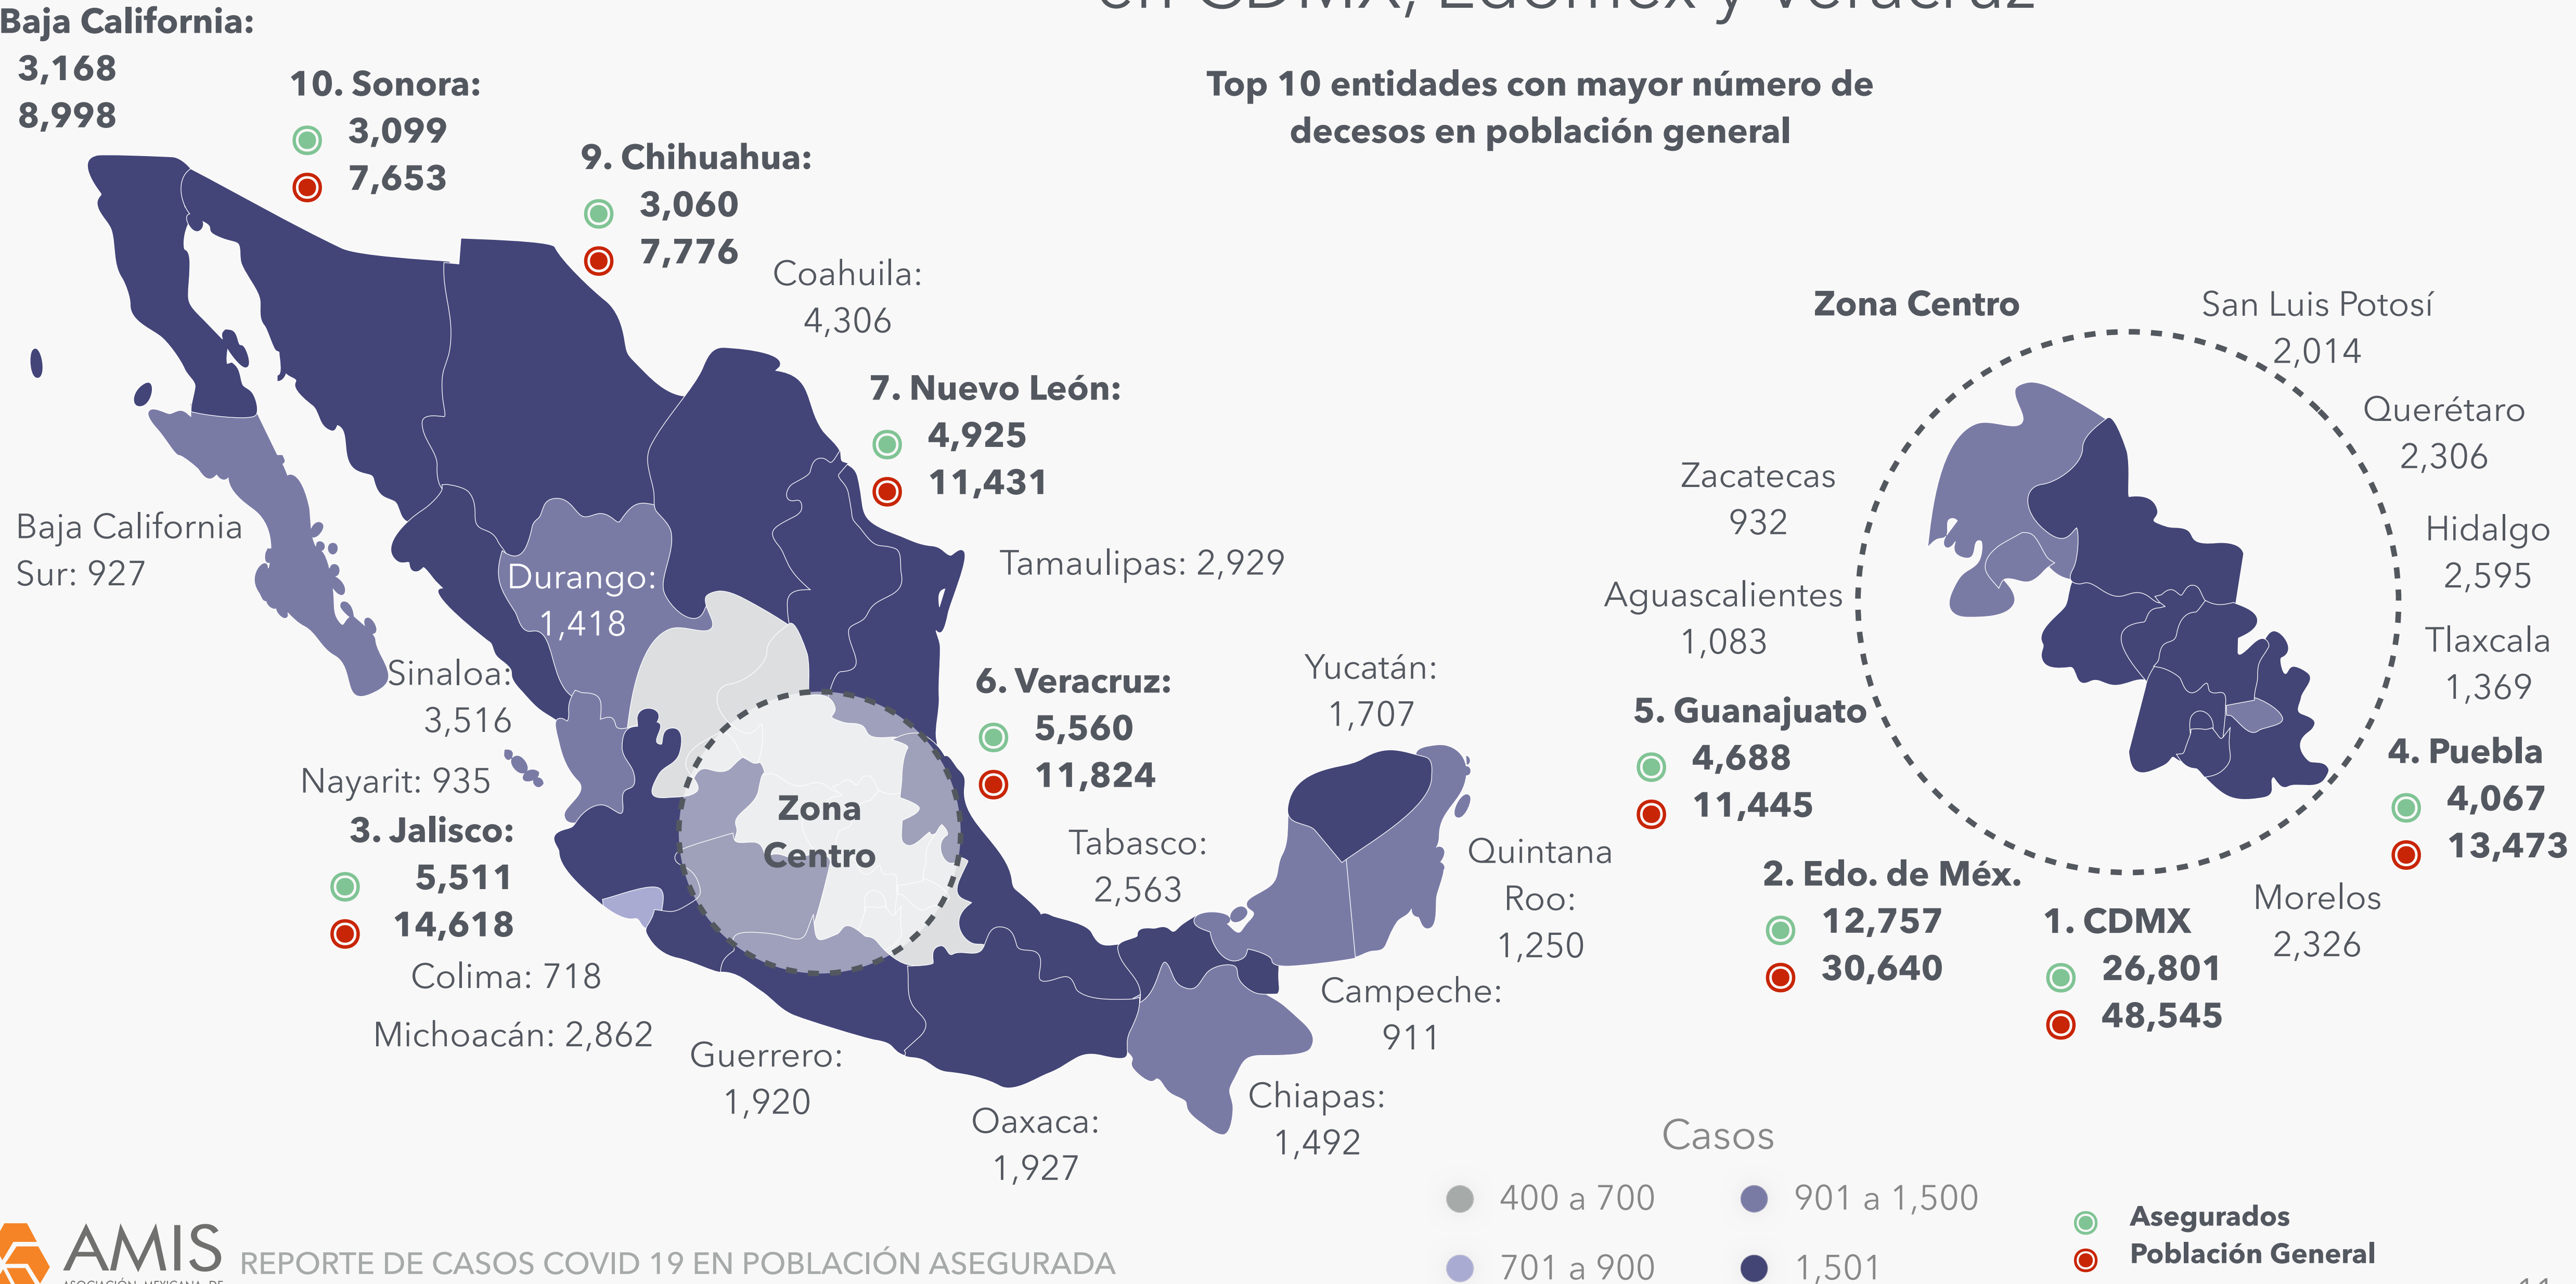 en CDMX, Edomex y Veracruz
Top 10 entidades con mayor número de
decesos en población general
Baja California:
3,168
8,998
10. Sonora:
3,099
7,653
9. Chihuahua:
3,060
7,776
Coahuila:
4,306
7. Nuevo León:
4,925
11,431
Tamaulipas: 2,929
Baja California
Sur: 927
Durango:
1,418
Sinaloa:
3,516
Nayarit: 935
3. Jalisco:
5,511
14,618
Colima: 718
Michoacán: 2,862
Guerrero:
1,920
Oaxaca:
1,927
Zona
Centro
6. Veracruz:
5,560
11,824
Tabasco:
2,563
Yucatán:
1,707
Quintana
Roo:
1,250
Campeche:
911
Chiapas:
1,492
Zona Centro
San Luis Potosí
2,014
Querétaro
2,306
Hidalgo
2,595
Tlaxcala
1,369
4. Puebla
4,067
13,473
Morelos
2,326
1. CDMX
26,801
48,545
2. Edo. de Méx.
12,757
30,640
5. Guanajuato
4,688
11,445
Aguascalientes
1,083
Zacatecas
932
Casos
400 a 700
901 a 1,500
701 a 900
1,501
Asegurados
Población General
AMIS
ASOCIACIÓN MEXICANA DE
REPORTE DE CASOS COVID 19 EN POBLACIÓN ASEGURADA